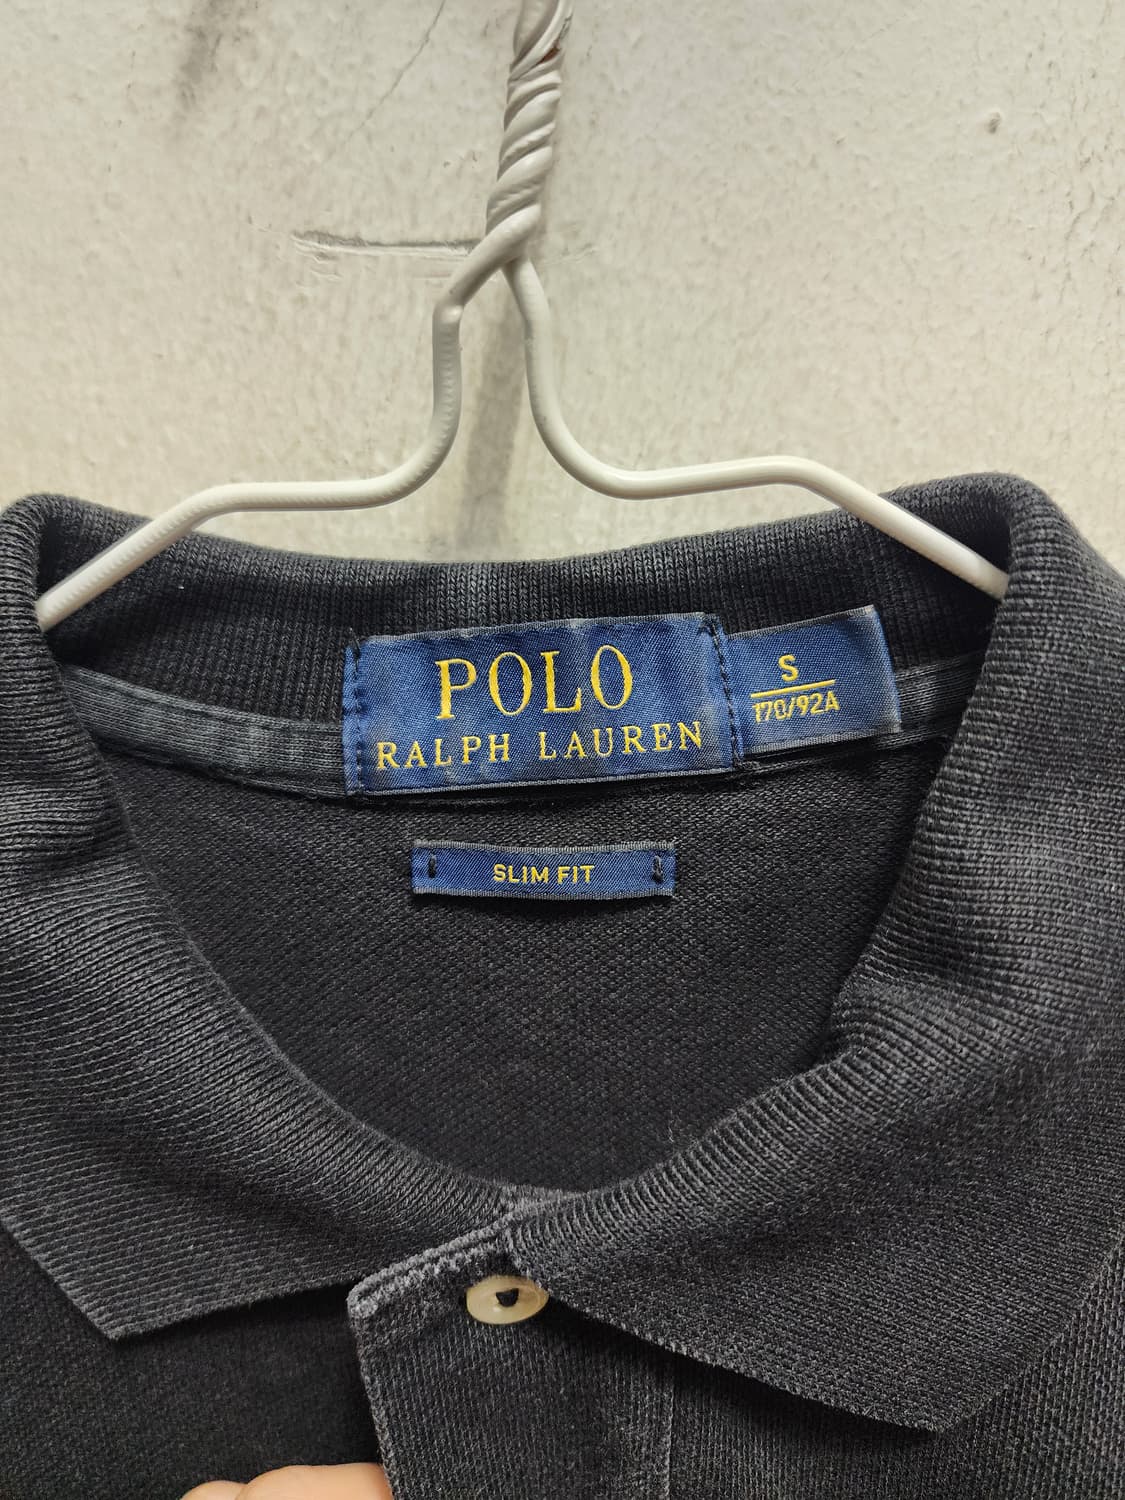 POLO
RALPH LAUREN
S
170/92A
SLIM FIT